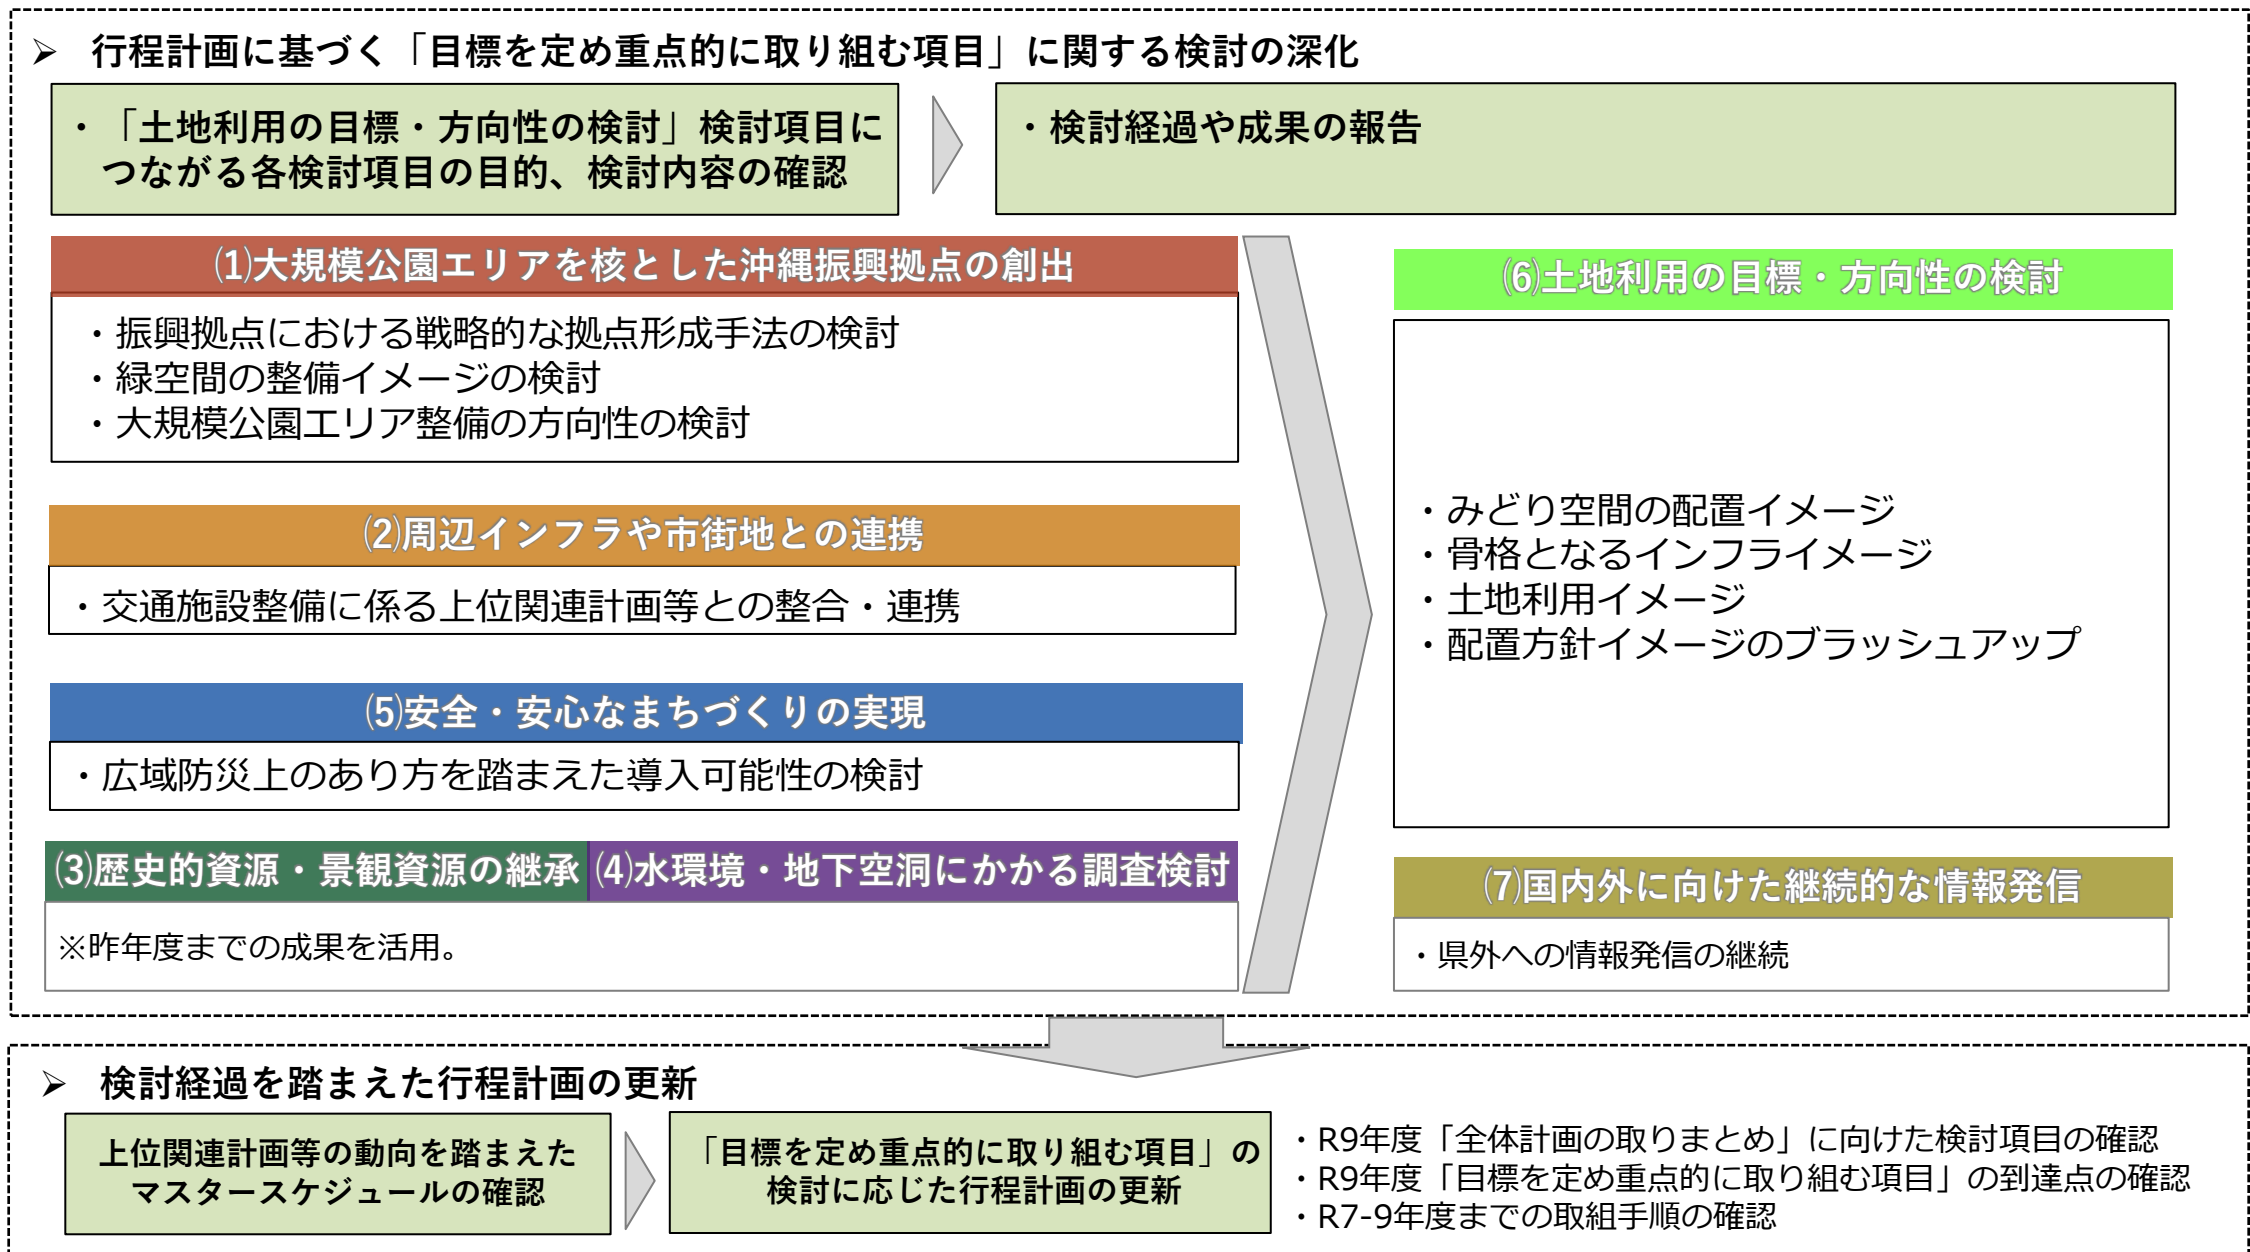 ➢ 行程計画に基づく「目標を定め重点的に取り組む項目」に関する検討の深化
・「土地利用の目標・方向性の検討」検討項目に
つながる各検討項目の目的、検討内容の確認
・検討経過や成果の報告
⑴大規模公園エリアを核とした沖縄振興拠点の創出
・振興拠点における戦略的な拠点形成手法の検討
・緑空間の整備イメージの検討
・大規模公園エリア整備の方向性の検討
⑵周辺インフラや市街地との連携
・交通施設整備に係る上位関連計画等との整合・連携
⑸安全・安心なまちづくりの実現
・広域防災上のあり方を踏まえた導入可能性の検討
⑶歴史的資源・景観資源の継承
⑷水環境・地下空洞にかかる調査検討
※昨年度までの成果を活用。
⑹土地利用の目標・方向性の検討
・みどり空間の配置イメージ
・骨格となるインフライメージ
・土地利用イメージ
・配置方針イメージのブラッシュアップ
⑺国内外に向けた継続的な情報発信
・県外への情報発信の継続
➢ 検討経過を踏まえた行程計画の更新
上位関連計画等の動向を踏まえた
マスタースケジュールの確認
「目標を定め重点的に取り組む項目」の
検討に応じた行程計画の更新
・R9年度「全体計画の取りまとめ」に向けた検討項目の確認
・R9年度「目標を定め重点的に取り組む項目」の到達点の確認
・R7-9年度までの取組手順の確認